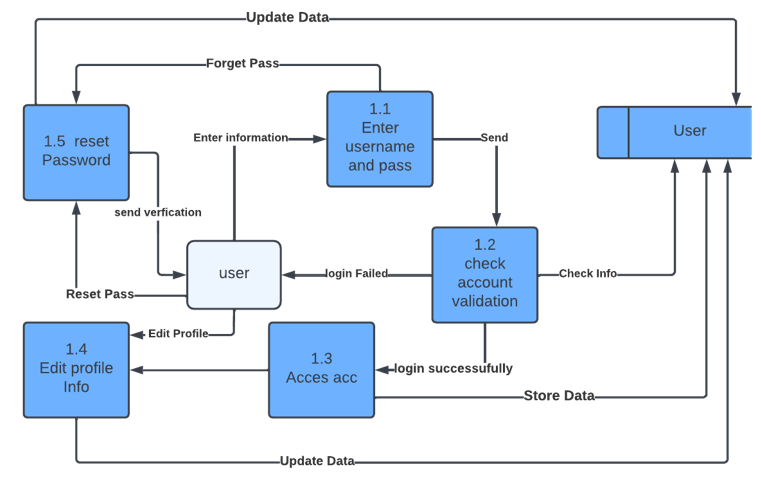 Update Data
Forget Pass
1.5 reset
Password
Enter information
1.1
Enter
username
and pass
Send
User
send verfication
user
Reset Pass
login Failed
1.2
check
account
validation
Check Info
Edit Profile
1.4
Edit profile
Info
1.3
Acces acc
login successufully
Store Data
Update Data